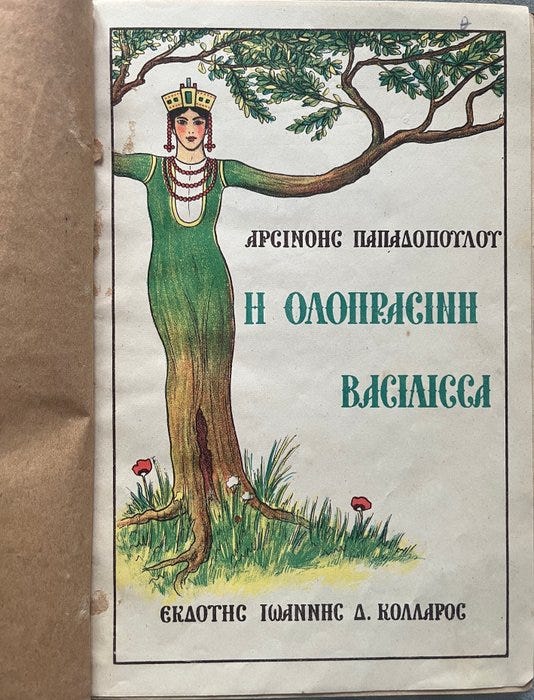 ΑΡΣΙΝΟΗΣ ΠΑΠΑΔΟΠΟΥΛΟΥ
Η ΟΛΟΠΡΑΣΙΝΗ
ΒΑΣΙΛΙΣΣΑ
ΕΚΔΟΤΗΣ ΙΩΑΝΝΗΣ Δ. ΚΟΛΛΑΡΟΣ